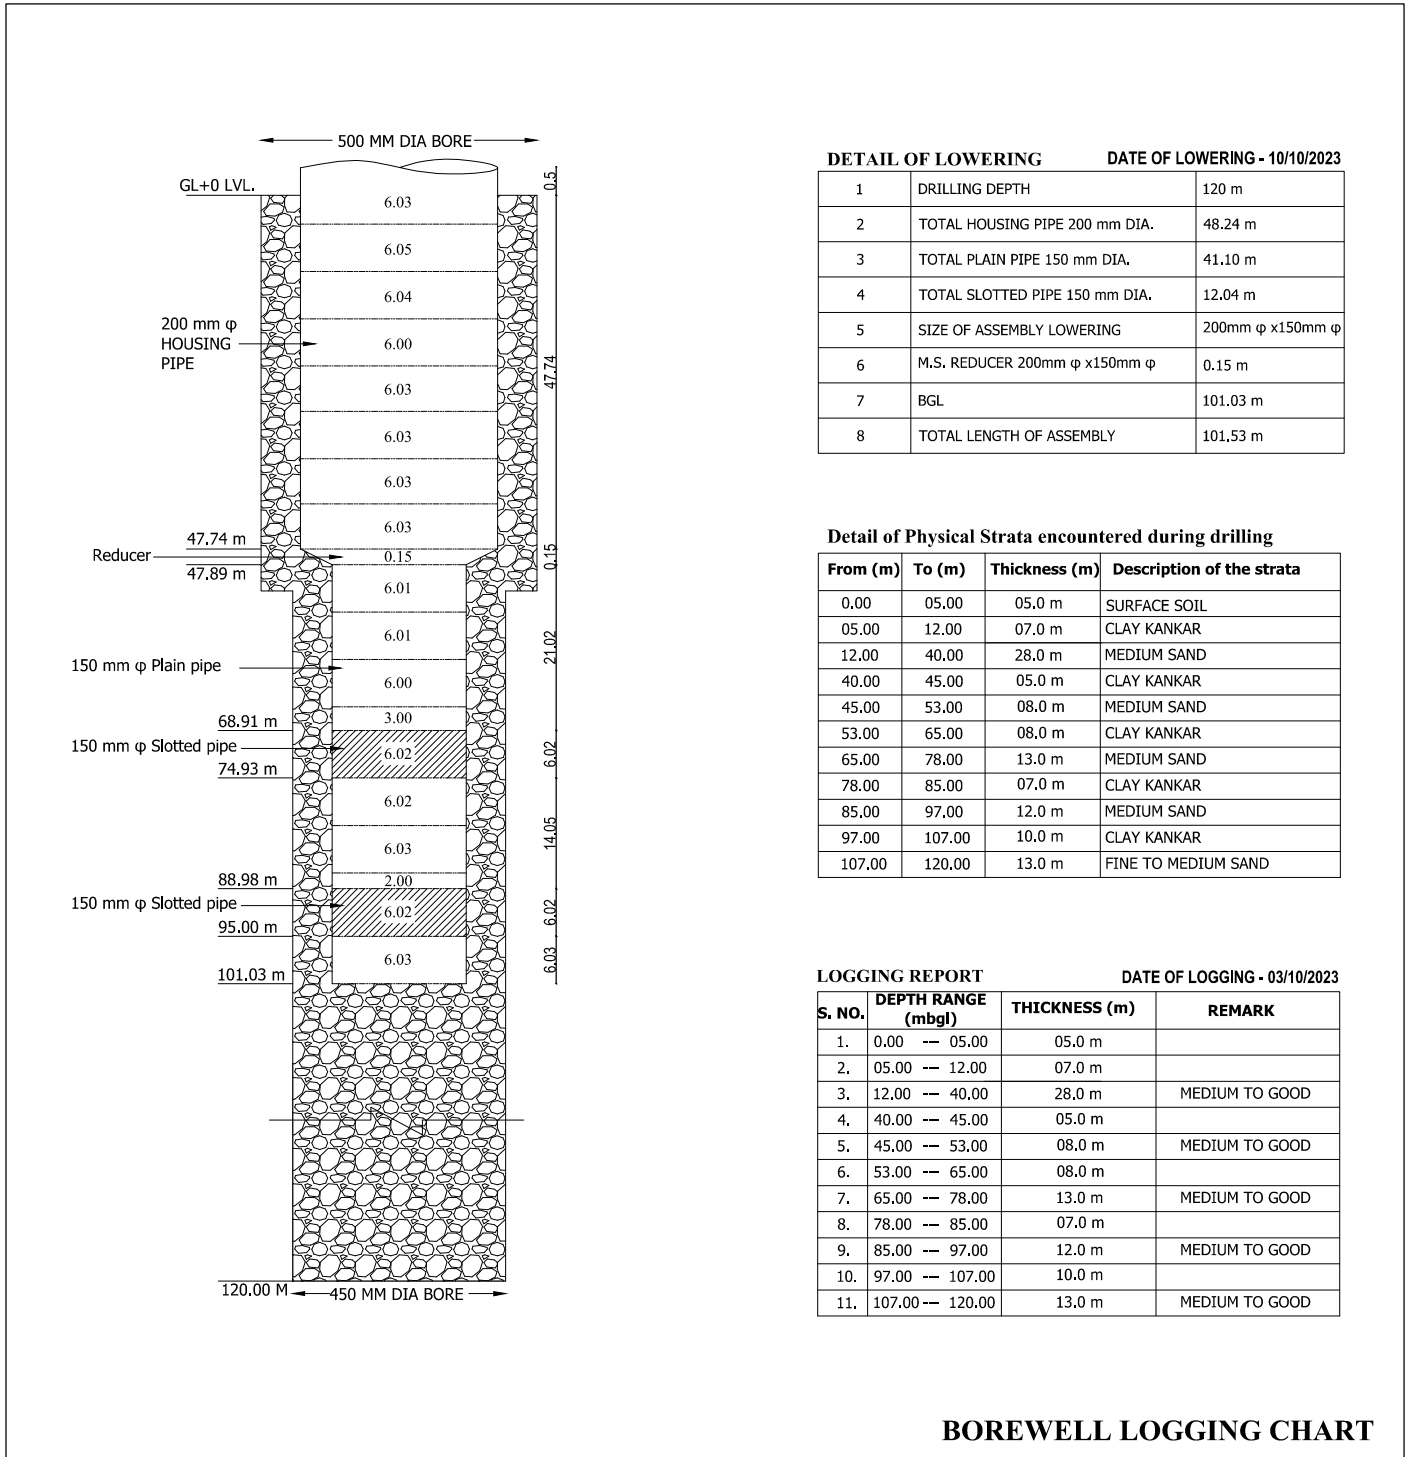 500 MM DIA BORE
GL+0 LVL.
0.5
6.03
6.05
6.04
200 mm φ
HOUSING
PIPE
6.00
47.74
6.03
6.03
6.03
6.03
47.74 m
Reducer
0.15
0.15
47.89 m
6.01
6.01
21.02
150 mm φ Plain pipe
6.00
3.00
68.91 m
150 mm φ Slotted pipe
6.02
6.02
74.93 m
6.02
14.05
6.03
2.00
88.98 m
150 mm φ Slotted pipe
6.02
6.02
95.00 m
6.03
6.03
101.03 m
120.00 M
450 MM DIA BORE
DETAIL OF LOWERING DATE OF LOWERING - 10/10/2023
1 DRILLING DEPTH 120 m
2 TOTAL HOUSING PIPE 200 mm DIA. 48.24 m
3 TOTAL PLAIN PIPE 150 mm DIA. 41.10 m
4 TOTAL SLOTTED PIPE 150 mm DIA. 12.04 m
5 SIZE OF ASSEMBLY LOWERING 200mm φ x150mm φ
6 M.S. REDUCER 200mm φ x150mm φ 0.15 m
7 BGL 101.03 m
8 TOTAL LENGTH OF ASSEMBLY 101.53 m
Detail of Physical Strata encountered during drilling
From (m) To (m) Thickness (m) Description of the strata
0.00 05.00 05.0 m SURFACE SOIL
05.00 12.00 07.0 m CLAY KANKAR
12.00 40.00 28.0 m MEDIUM SAND
40.00 45.00 05.0 m CLAY KANKAR
45.00 53.00 08.0 m MEDIUM SAND
53.00 65.00 08.0 m CLAY KANKAR
65.00 78.00 13.0 m MEDIUM SAND
78.00 85.00 07.0 m CLAY KANKAR
85.00 97.00 12.0 m MEDIUM SAND
97.00 107.00 10.0 m CLAY KANKAR
107.00 120.00 13.0 m FINE TO MEDIUM SAND
LOGGING REPORT DATE OF LOGGING - 03/10/2023
S. NO. DEPTH RANGE (mbgl) THICKNESS (m) REMARK
1. 0.00 --- 05.00 05.0 m
2. 05.00 --- 12.00 07.0 m
3. 12.00 --- 40.00 28.0 m MEDIUM TO GOOD
4. 40.00 --- 45.00 05.0 m
5. 45.00 --- 53.00 08.0 m MEDIUM TO GOOD
6. 53.00 --- 65.00 08.0 m
7. 65.00 --- 78.00 13.0 m MEDIUM TO GOOD
8. 78.00 --- 85.00 07.0 m
9. 85.00 --- 97.00 12.0 m MEDIUM TO GOOD
10. 97.00 --- 107.00 10.0 m
11. 107.00 --- 120.00 13.0 m MEDIUM TO GOOD
BOREWELL LOGGING CHART